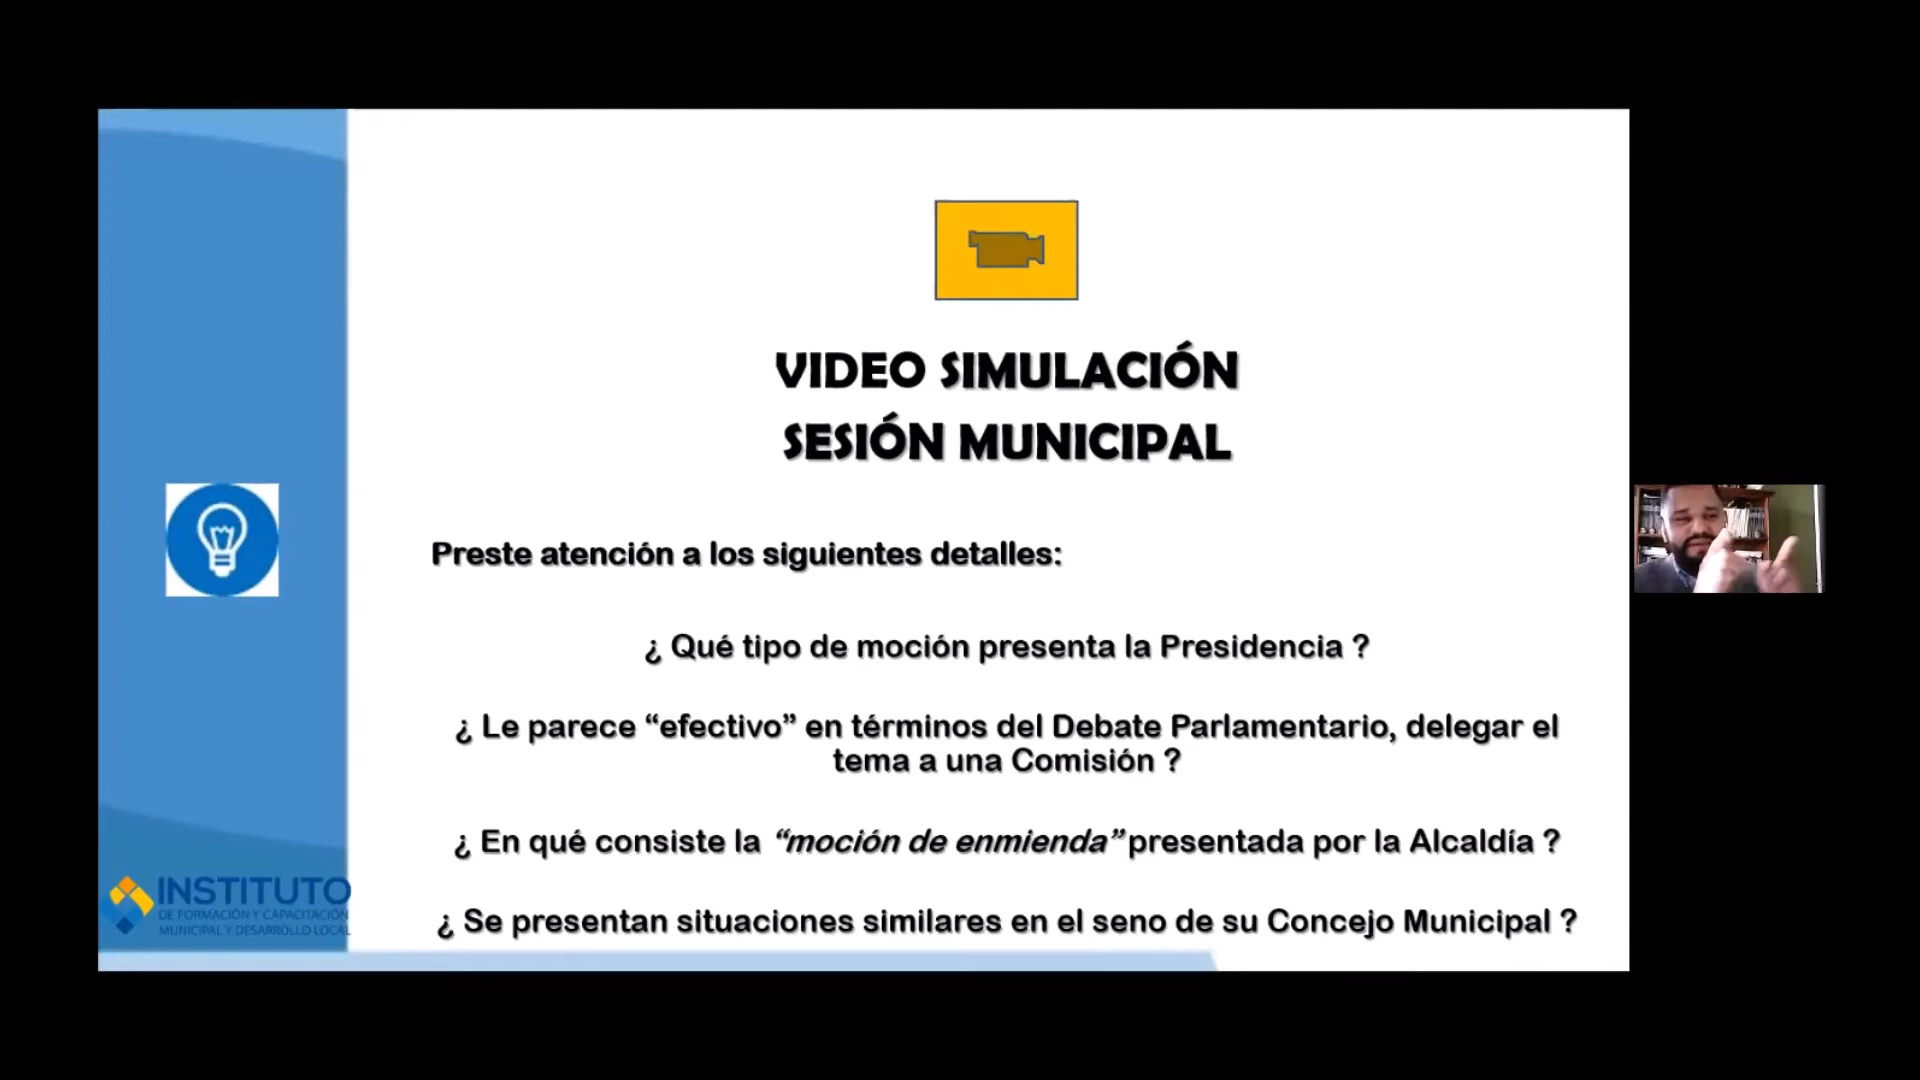 VIDEO SIMULACIÓN
SESIÓN MUNICIPAL
Preste atención a los siguientes detalles:
¿ Qué tipo de moción presenta la Presidencia ?
¿ Le parece “efectivo” en términos del Debate Parlamentario, delegar el
tema a una Comisión ?
¿ En qué consiste la “moción de enmienda” presentada por la Alcaldía ?
¿ Se presentan situaciones similares en el seno de su Concejo Municipal ?
INSTITUTO
DE FORMACIÓN Y CAPACITACIÓN
MUNICIPAL Y DESARROLLO LOCAL